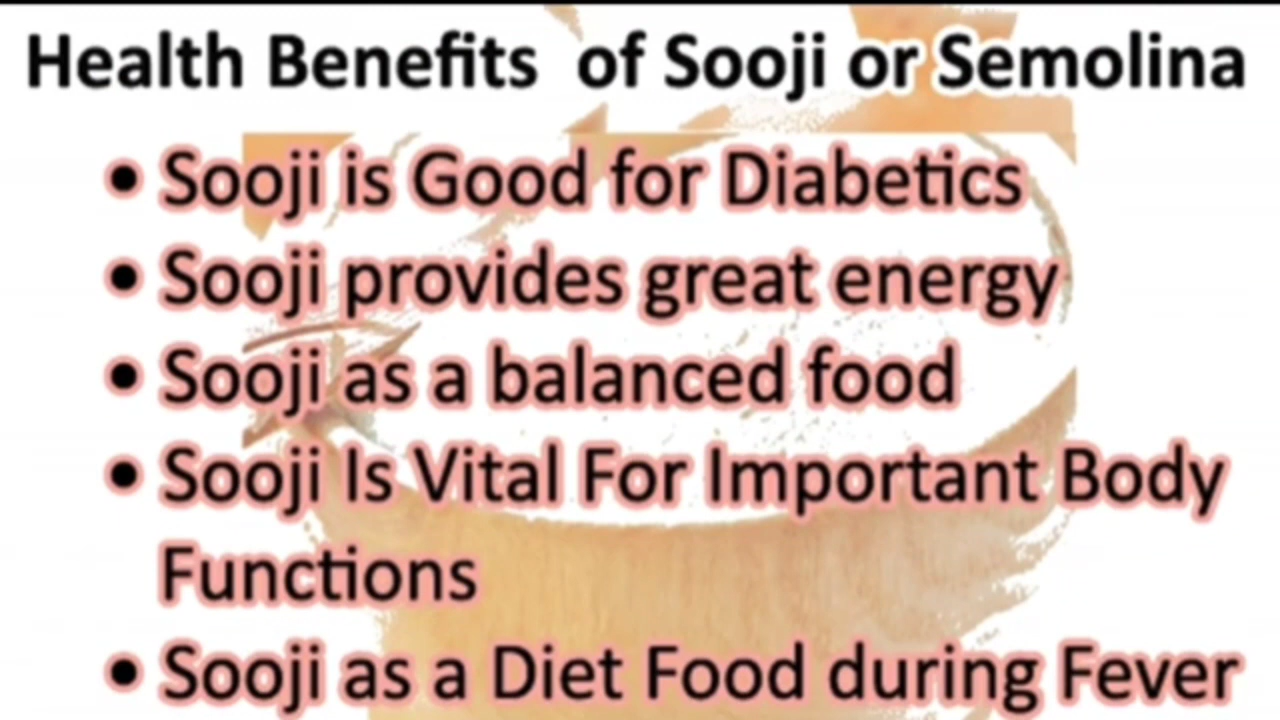 Health Benefits of Sooji or Semolina
• Sooji is Good for Diabetics
• Sooji provides great energy
• Sooji as a balanced food
• Sooji Is Vital For Important Body
Functions
• Sooji as a Diet Food during Fever